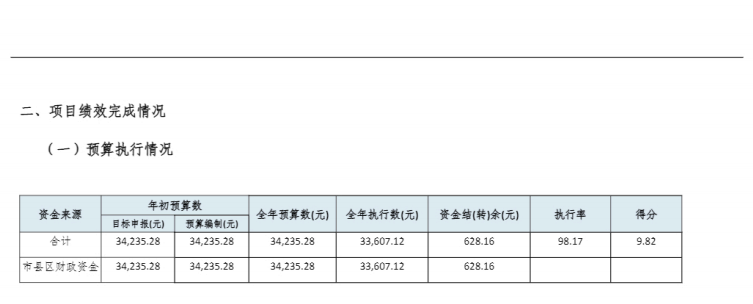 二、项目绩效完成情况
（一）预算执行情况
资金来源 年初预算数 全年预算数(元) 全年执行数(元) 资金结(转)余(元) 执行率 得分
目标申报(元) 预算编制(元)
合计 34,235.28 34,235.28 34,235.28 33,607.12 628.16 98.17 9.82
市县区财政资金 34,235.28 34,235.28 34,235.28 33,607.12 628.16